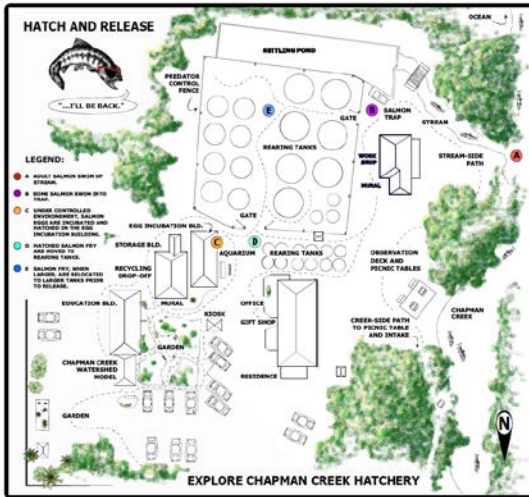 HATCH AND RELEASE
"...I'LL BE BACK."
LEGEND:
A ADULT SALMON SWIM UP
STREAM.
B SOME SALMON SWIM INTO
TRAP.
C UNDER CONTROLLED
ENVIRONMENT, SALMON
EGGS ARE INCUBATED AND
HATCHED IN THE EGG
INCUBATION BUILDING.
D HATCHED SALMON FRY
ARE MOVED TO
REARING TANKS.
E SALMON FRY, WHEN
LARGER, ARE RELOCATED
TO LARGER TANKS PRIOR
TO RELEASE.
OCEAN
SETTLING POND
PREDATOR
CONTROL
FENCE
E
B
GATE
SALMON
TRAP
STREAM
REARING TANKS
WORK
SHOP
MURAL
STREAM-SIDE
PATH
A
GATE
EGG INCUBATION BLD.
C
D
STORAGE BLD.
AQUARIUM
REARING TANKS
RECYCLING
DROP-OFF
OBSERVATION
DECK AND
PICNIC TABLES
EDUCATION BLD.
MURAL
OFFICE
KIOSK
GIFT SHOP
CHAPMAN
CREEK
GARDEN
CREEK-SIDE PATH
TO PICNIC TABLE
AND INTAKE
CHAPMAN CREEK
WATERSHED
MODEL
RESIDENCE
GARDEN
N
EXPLORE CHAPMAN CREEK HATCHERY